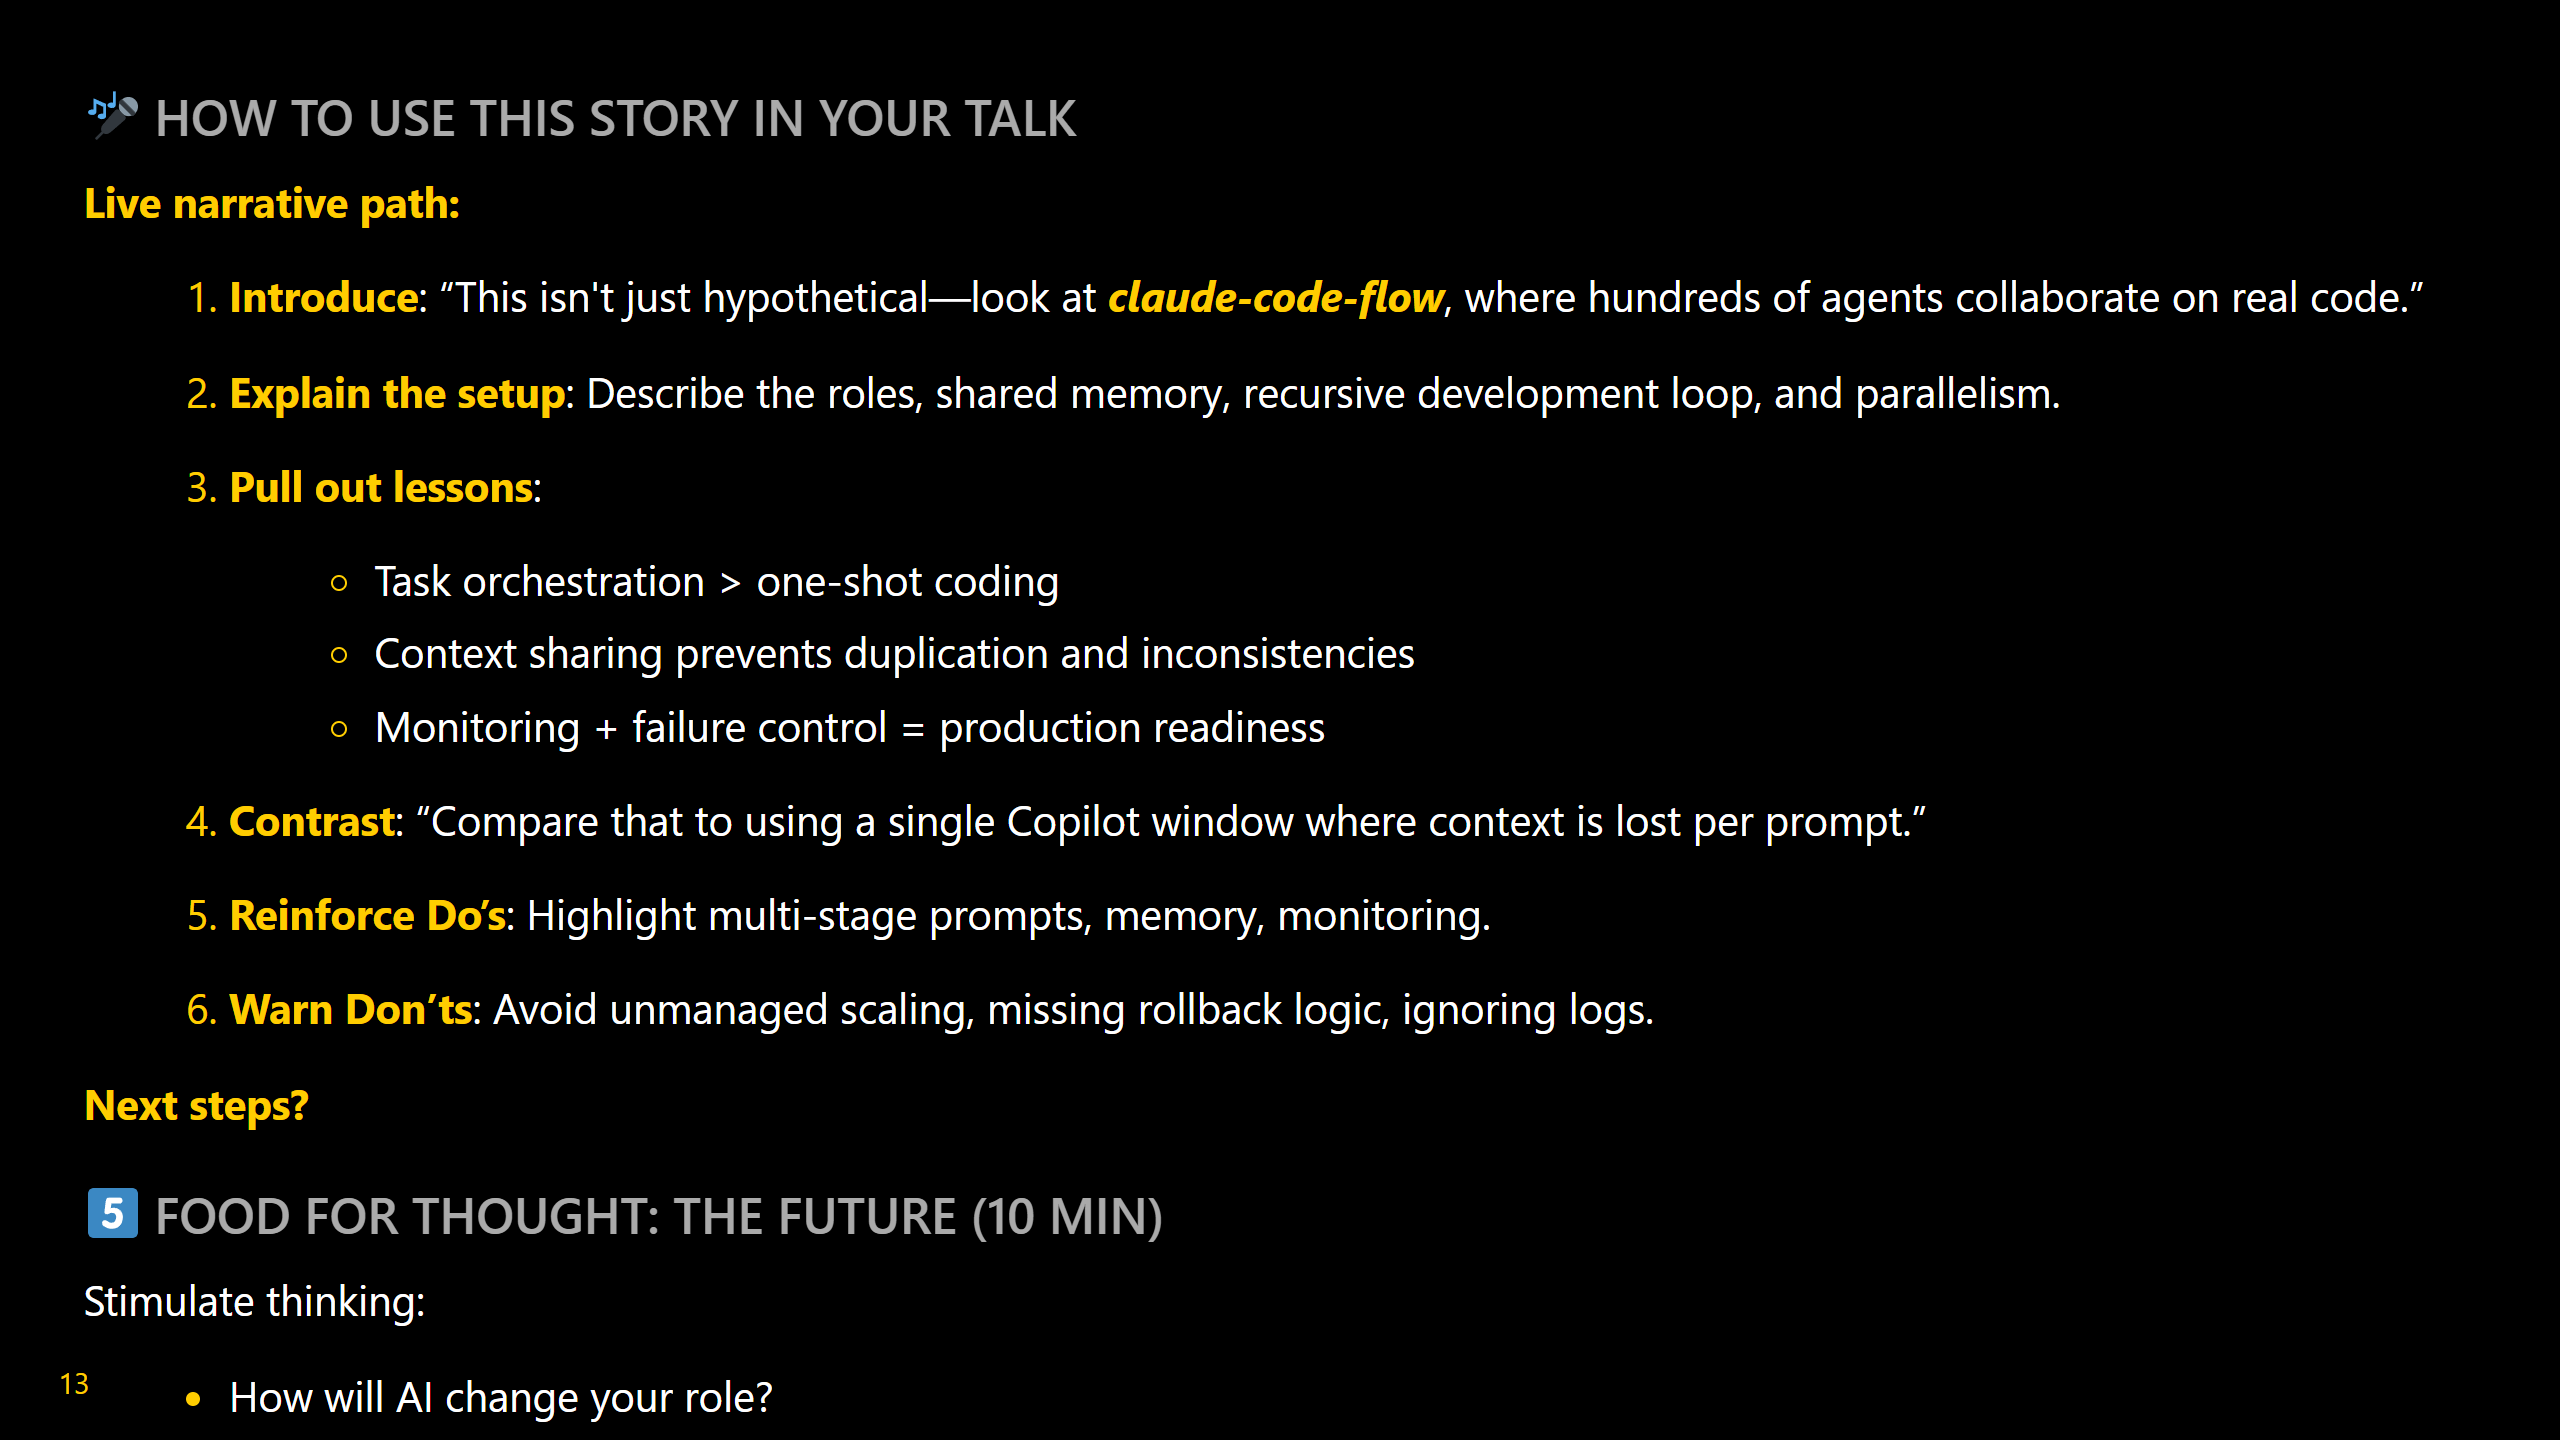 🎤 HOW TO USE THIS STORY IN YOUR TALK
Live narrative path:
1. Introduce: “This isn't just hypothetical—look at claude-code-flow, where hundreds of agents collaborate on real code.”
2. Explain the setup: Describe the roles, shared memory, recursive development loop, and parallelism.
3. Pull out lessons:
○ Task orchestration > one-shot coding
○ Context sharing prevents duplication and inconsistencies
○ Monitoring + failure control = production readiness
4. Contrast: “Compare that to using a single Copilot window where context is lost per prompt.”
5. Reinforce Do’s: Highlight multi-stage prompts, memory, monitoring.
6. Warn Don’ts: Avoid unmanaged scaling, missing rollback logic, ignoring logs.
Next steps?
5️⃣ FOOD FOR THOUGHT: THE FUTURE (10 MIN)
Stimulate thinking:
• How will AI change your role?
13